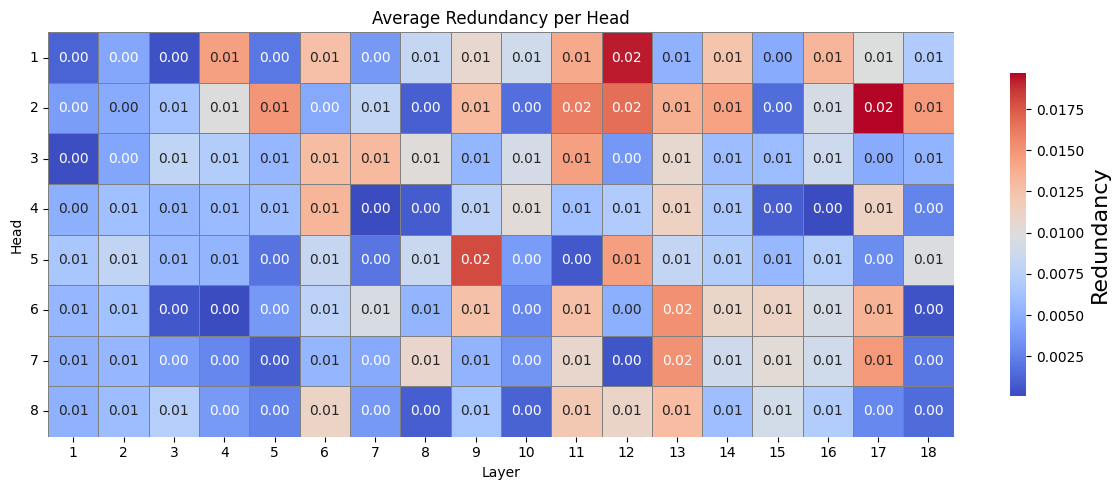 Average Redundancy per Head
1 0.00 0.00 0.00 0.01 0.00 0.01 0.00 0.01 0.01 0.01 0.01 0.02 0.01 0.01 0.00 0.01 0.01 0.01
2 0.00 0.00 0.01 0.01 0.01 0.00 0.01 0.00 0.01 0.00 0.02 0.02 0.01 0.01 0.00 0.01 0.02 0.01
3 0.00 0.00 0.01 0.01 0.01 0.01 0.01 0.01 0.01 0.01 0.01 0.00 0.01 0.01 0.01 0.01 0.00 0.01
4 0.00 0.01 0.01 0.01 0.01 0.01 0.00 0.00 0.01 0.01 0.01 0.01 0.01 0.01 0.00 0.00 0.01 0.00
5 0.01 0.01 0.01 0.01 0.00 0.01 0.00 0.01 0.02 0.00 0.00 0.01 0.01 0.01 0.01 0.01 0.00 0.01
6 0.01 0.01 0.00 0.00 0.00 0.01 0.01 0.01 0.01 0.00 0.01 0.00 0.02 0.01 0.01 0.01 0.01 0.00
7 0.01 0.01 0.00 0.00 0.00 0.01 0.00 0.01 0.01 0.00 0.01 0.00 0.02 0.01 0.01 0.01 0.01 0.00
8 0.01 0.01 0.01 0.00 0.00 0.01 0.00 0.00 0.01 0.00 0.01 0.01 0.01 0.01 0.01 0.01 0.00 0.00
1 2 3 4 5 6 7 8 9 10 11 12 13 14 15 16 17 18
Layer
Head
0.0175
0.0150
0.0125
0.0100
0.0075
0.0050
0.0025
Redundancy